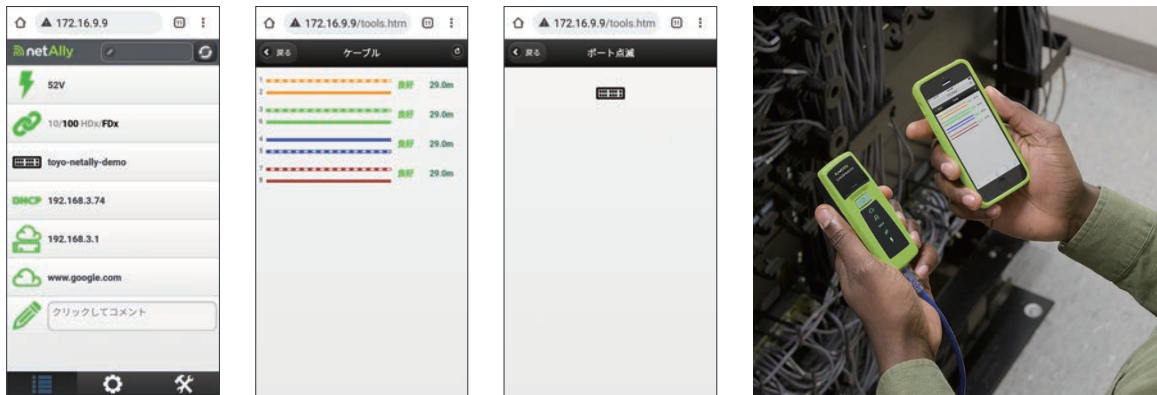 172.16.9.9
netAlly
52V
10/100 HDx/FDx
toyo-netally-demo
DHCP 192.168.3.74
192.168.3.1
www.google.com
クリックしてコメント
172.16.9.9/tools.htm
戻る ケーブル
1
2 良好 29.0m
3
6 良好 29.0m
4
5 良好 29.0m
7
8 良好 29.0m
172.16.9.9/tools.htm
戻る ポート点滅